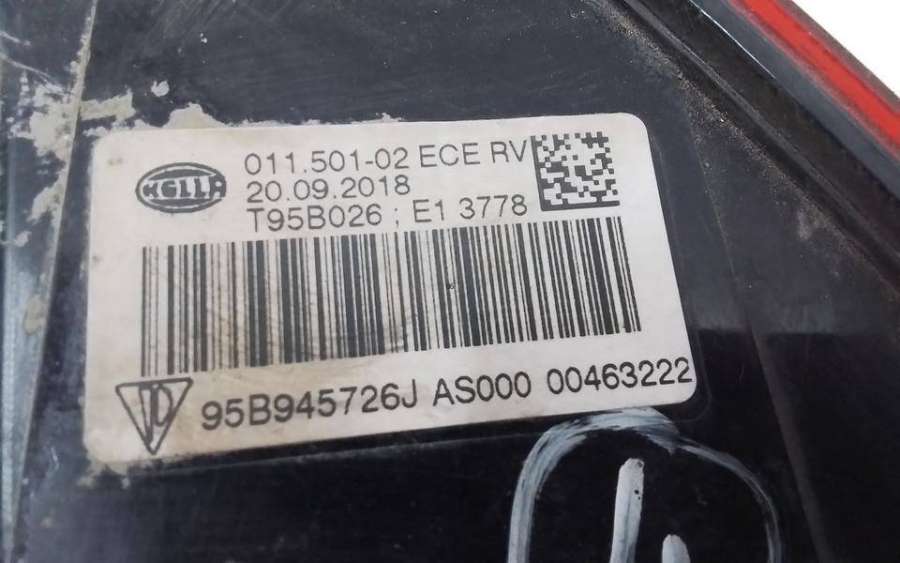 HELLA
011.501-02 ECE RV
20.09.2018
T95B026 ; E1 3778
95B945726J AS000 00463222